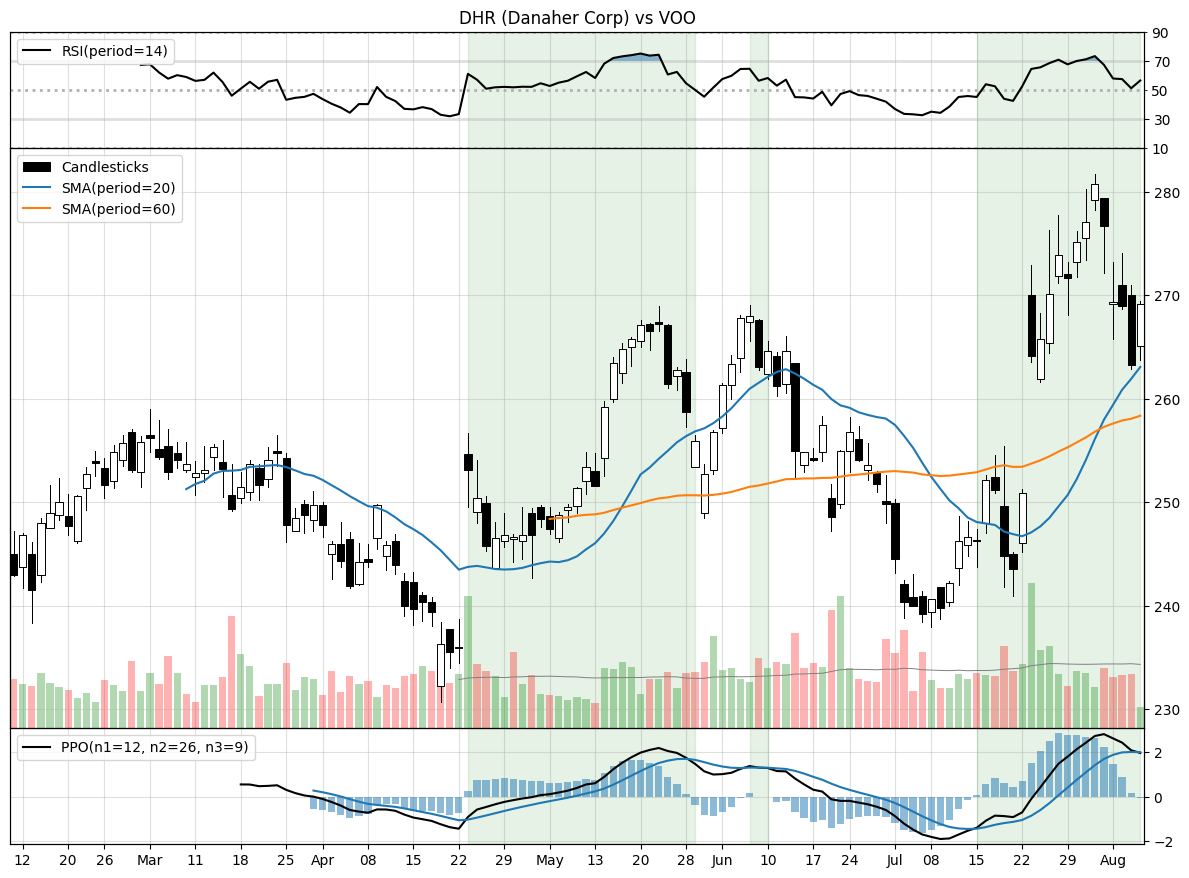 DHR (Danaher Corp) vs VOO
RSI(period=14)
90
70
50
30
10
Candlesticks
SMA(period=20)
SMA(period=60)
280
270
260
250
240
230
PPO(n1=12, n2=26, n3=9)
2
0
−2
12 20 26 Mar 11 18 25 Apr 08 15 22 29 May 13 20 28 Jun 10 17 24 Jul 08 15 22 29 Aug